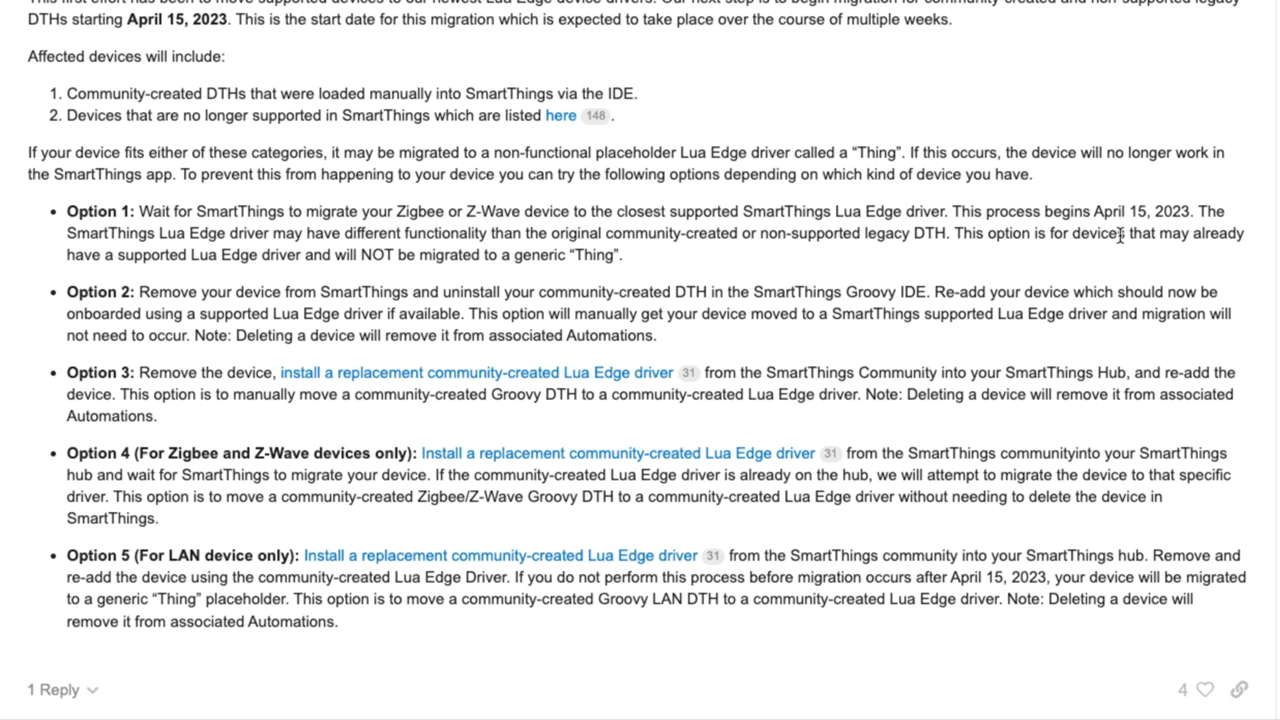 DTHs starting April 15, 2023. This is the start date for this migration which is expected to take place over the course of multiple weeks.
Affected devices will include:
1. Community-created DTHs that were loaded manually into SmartThings via the IDE.
2. Devices that are no longer supported in SmartThings which are listed here 148 .
If your device fits either of these categories, it may be migrated to a non-functional placeholder Lua Edge driver called a “Thing”. If this occurs, the device will no longer work in
the SmartThings app. To prevent this from happening to your device you can try the following options depending on which kind of device you have.
• Option 1: Wait for SmartThings to migrate your Zigbee or Z-Wave device to the closest supported SmartThings Lua Edge driver. This process begins April 15, 2023. The
SmartThings Lua Edge driver may have different functionality than the original community-created or non-supported legacy DTH. This option is for devices that may already
have a supported Lua Edge driver and will NOT be migrated to a generic “Thing”.
• Option 2: Remove your device from SmartThings and uninstall your community-created DTH in the SmartThings Groovy IDE. Re-add your device which should now be
onboarded using a supported Lua Edge driver if available. This option will manually get your device moved to a SmartThings supported Lua Edge driver and migration will
not need to occur. Note: Deleting a device will remove it from associated Automations.
• Option 3: Remove the device, install a replacement community-created Lua Edge driver 31 from the SmartThings Community into your SmartThings Hub, and re-add the
device. This option is to manually move a community-created Groovy DTH to a community-created Lua Edge driver. Note: Deleting a device will remove it from associated
Automations.
• Option 4 (For Zigbee and Z-Wave devices only): Install a replacement community-created Lua Edge driver 31 from the SmartThings communityinto your SmartThings
hub and wait for SmartThings to migrate your device. If the community-created Lua Edge driver is already on the hub, we will attempt to migrate the device to that specific
driver. This option is to move a community-created Zigbee/Z-Wave Groovy DTH to a community-created Lua Edge driver without needing to delete the device in
SmartThings.
• Option 5 (For LAN device only): Install a replacement community-created Lua Edge driver 31 from the SmartThings community into your SmartThings hub. Remove and
re-add the device using the community-created Lua Edge Driver. If you do not perform this process before migration occurs after April 15, 2023, your device will be migrated
to a generic “Thing” placeholder. This option is to move a community-created Groovy LAN DTH to a community-created Lua Edge driver. Note: Deleting a device will
remove it from associated Automations.
1 Reply
4